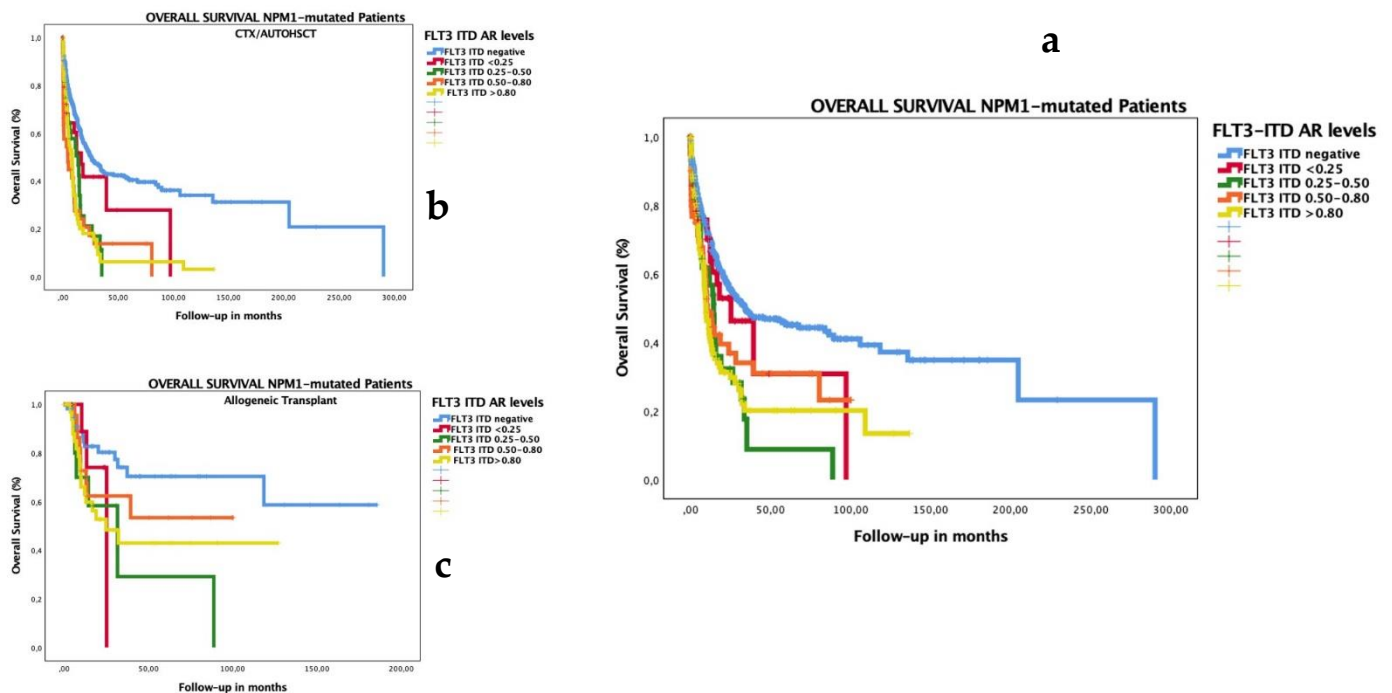 a
OVERALL SURVIVAL NPM1-mutated Patients
FLT3-ITD AR levels
FLT3 ITD negative
FLT3 ITD <0.25
FLT3 ITD 0.25-0.50
FLT3 ITD 0.50-0.80
FLT3 ITD >0.80
Overall Survival (%)
1,0
0,8
0,6
0,4
0,2
0,0
,00 50,00 100,00 150,00 200,00 250,00 300,00
Follow-up in months
b
OVERALL SURVIVAL NPM1-mutated Patients
CTX/AUTOHSCT
FLT3 ITD AR levels
FLT3 ITD negative
FLT3 ITD <0.25
FLT3 ITD 0.25-0.50
FLT3 ITD 0.50-0.80
FLT3 ITD >0.80
Overall Survival (%)
1,0
0,8
0,6
0,4
0,2
0,0
,00 50,00 100,00 150,00 200,00 250,00 300,00
Follow-up in months
c
OVERALL SURVIVAL NPM1-mutated Patients
Allogeneic Transplant
FLT3 ITD AR levels
FLT3 ITD negative
FLT3 ITD <0.25
FLT3 ITD 0.25-0.50
FLT3 ITD 0.50-0.80
FLT3 ITD>0.80
Overall Survival (%)
1,0
0,8
0,6
0,4
0,2
0,0
,00 50,00 100,00 150,00 200,00
Follow-up in months